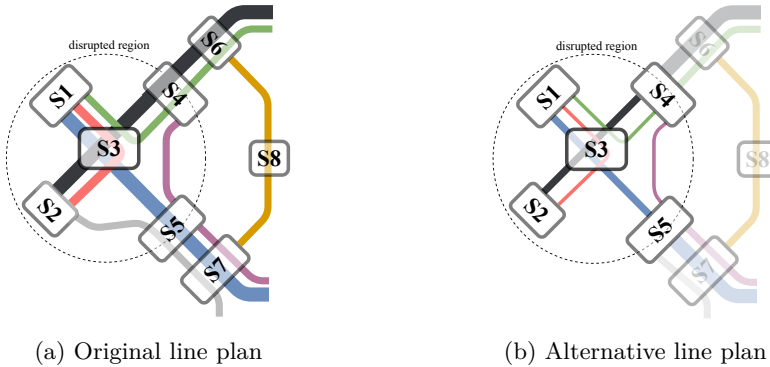 disrupted region
S1
S6
S4
S3
S8
S2
S5
S7
(a) Original line plan
disrupted region
S1
S6
S4
S3
S8
S2
S5
S7
(b) Alternative line plan